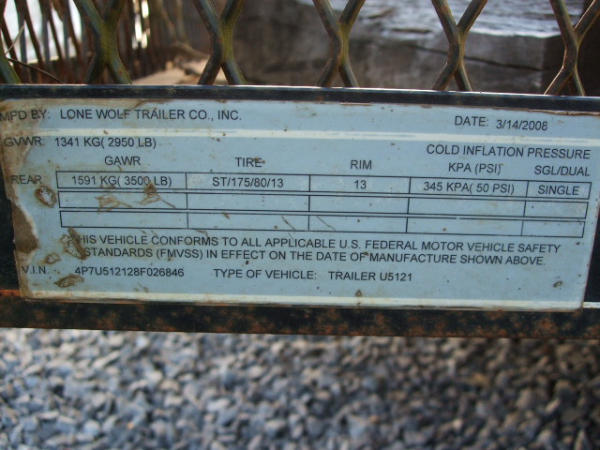 MFD BY: LONE WOLF TRAILER CO., INC. DATE: 3/14/2008
GVWR: 1341 KG( 2950 LB) COLD INFLATION PRESSURE
GAWR TIRE RIM KPA (PSI) SGL/DUAL
REAR 1591 KG( 3500 LB) ST/175/80/13 13 345 KPA( 50 PSI) SINGLE
THIS VEHICLE CONFORMS TO ALL APPLICABLE U.S. FEDERAL MOTOR VEHICLE SAFETY
STANDARDS (FMVSS) IN EFFECT ON THE DATE OF MANUFACTURE SHOWN ABOVE.
V.I.N. 4P7U512128F026846 TYPE OF VEHICLE: TRAILER U5121